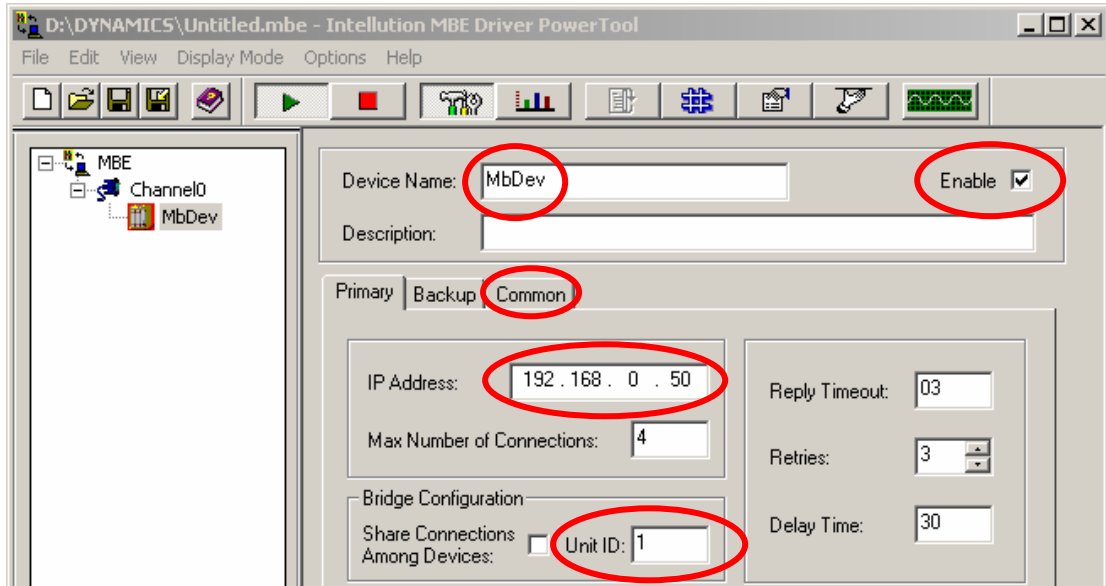 D:\DYNAMICS\Untitled.mbe - Intellution MBE Driver PowerTool
File Edit View Display Mode Options Help
MBE
Channel0
MbDev
Device Name: MbDev
Enable
Description:
Primary Backup Common
IP Address: 192 . 168 . 0 . 50
Max Number of Connections: 4
Reply Timeout: 03
Retries: 3
Delay Time: 30
Bridge Configuration
Share Connections
Among Devices:
Unit ID: 1